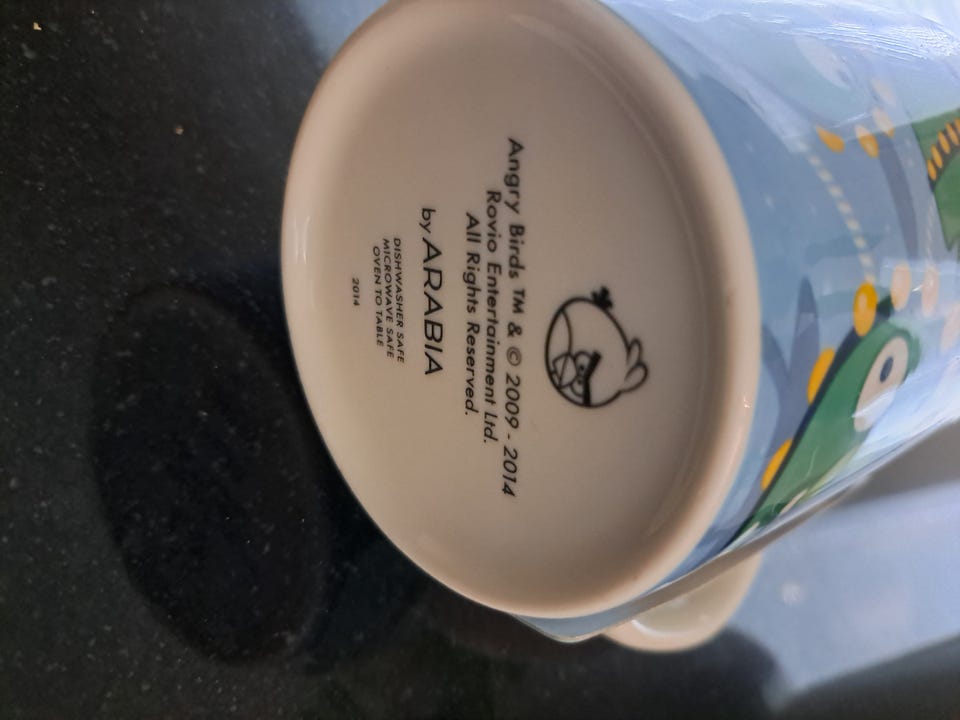 Angry Birds TM & © 2009 - 2014
Rovio Entertainment Ltd.
All Rights Reserved.
by ARABIA
DISHWASHER SAFE
MICROWAVE SAFE
OVEN TO TABLE
2014